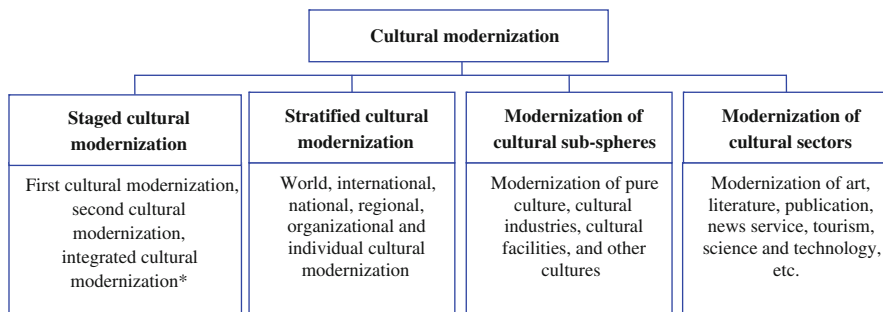 Cultural modernization
Staged cultural
modernization
First cultural modernization,
second cultural
modernization,
integrated cultural
modernization*
Stratified cultural
modernization
World, international,
national, regional,
organizational and
individual cultural
modernization
Modernization of
cultural sub-spheres
Modernization of pure
culture, cultural
industries, cultural
facilities, and other
cultures
Modernization of
cultural sectors
Modernization of art,
literature, publication,
news service, tourism,
science and technology,
etc.